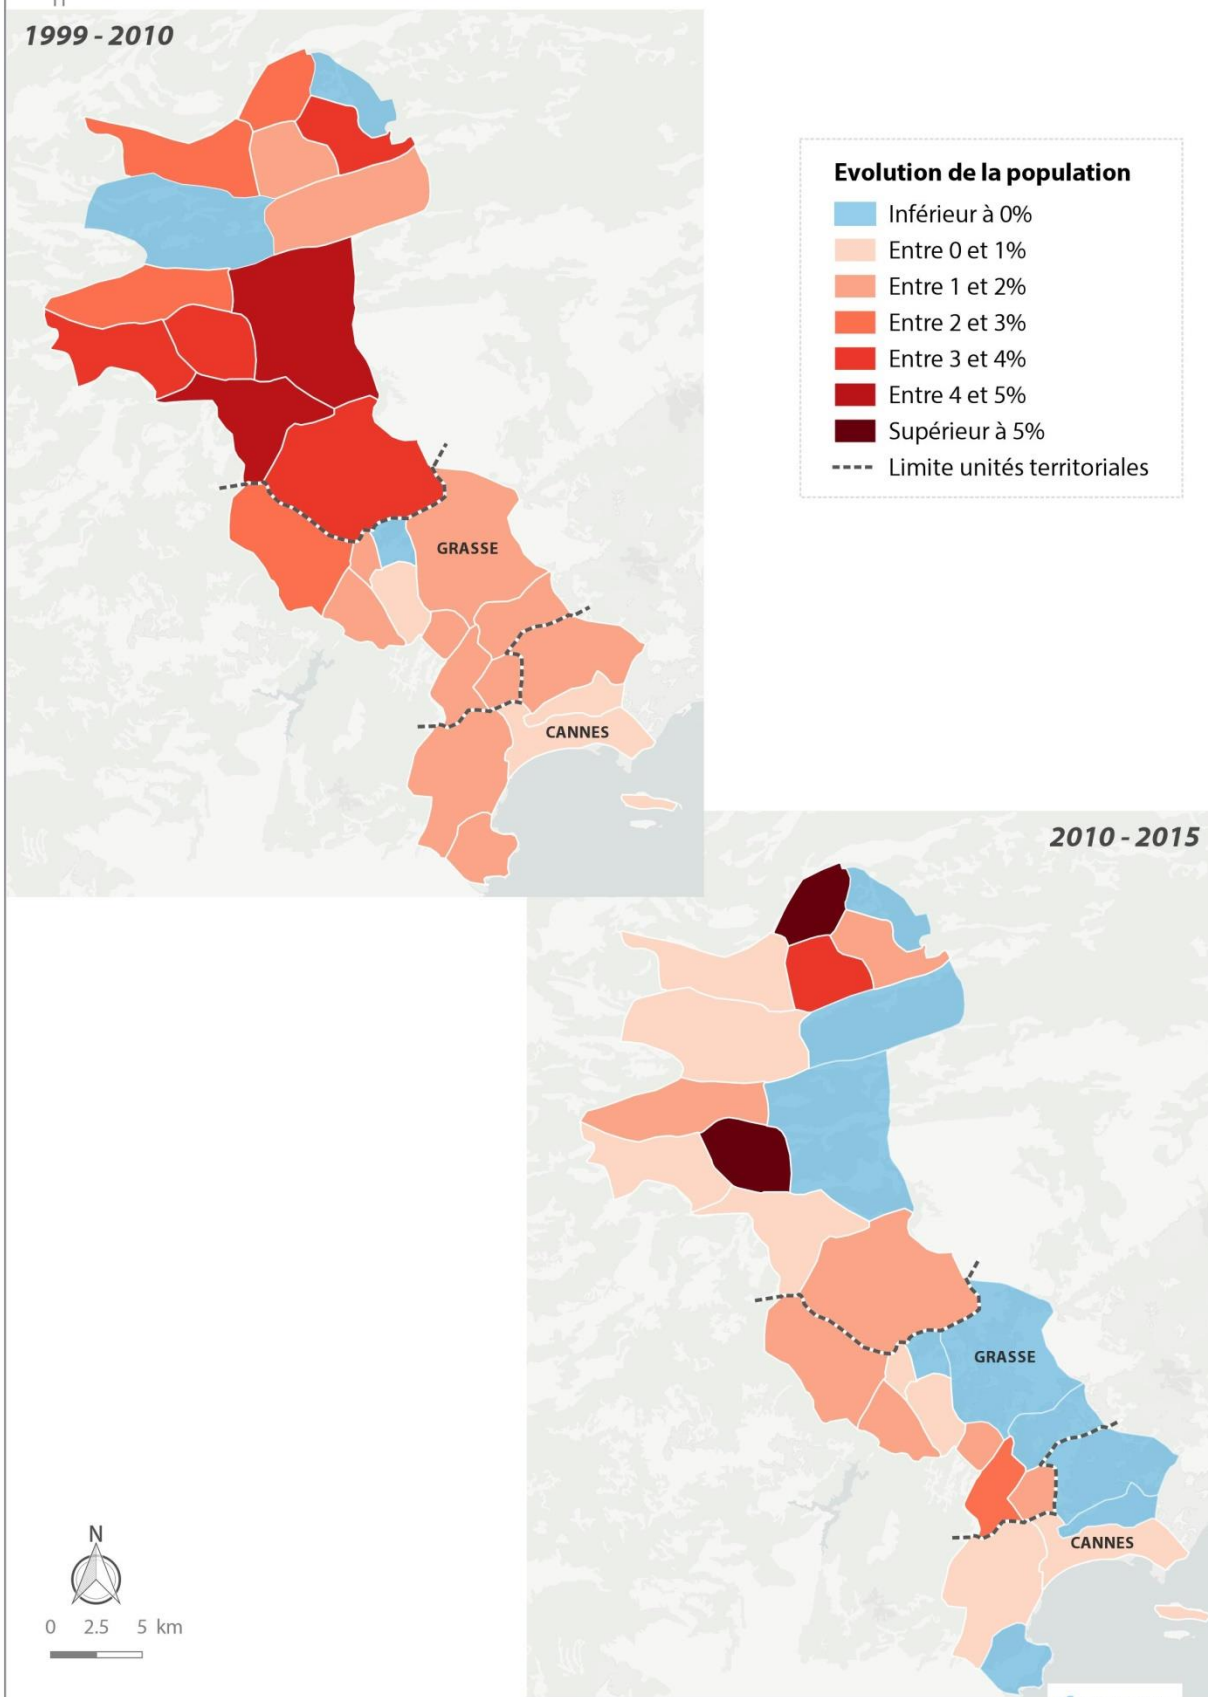 1999 - 2010
Evolution de la population
Inférieur à 0%
Entre 0 et 1%
Entre 1 et 2%
Entre 2 et 3%
Entre 3 et 4%
Entre 4 et 5%
Supérieur à 5%
Limite unités territoriales
GRASSE
CANNES
2010 - 2015
GRASSE
CANNES
N
0 2.5 5 km